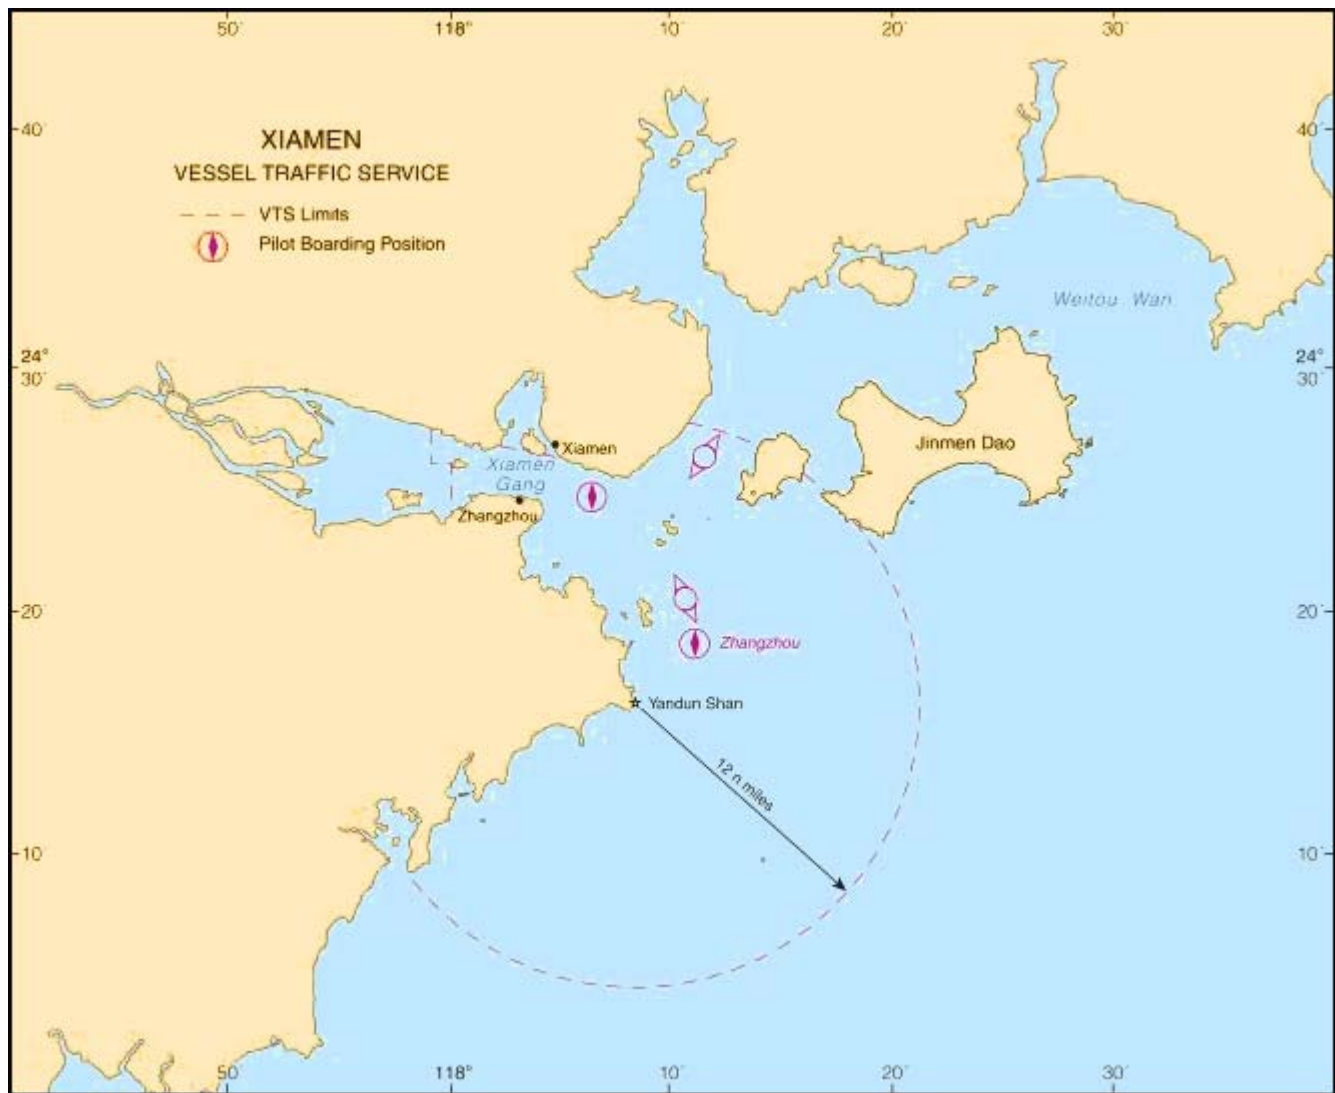 50´ 118° 10´ 20´ 30´
40´ 40´
XIAMEN
VESSEL TRAFFIC SERVICE
VTS Limits
Pilot Boarding Position
Weitou Wan
24° 24°
30´ 30´
Xiamen
Jinmen Dao
Xiamen
Gang
Zhangzhou
20´ 20´
Zhangzhou
Yandun Shan
12 n miles
10´ 10´
50´ 118° 10´ 20´ 30´